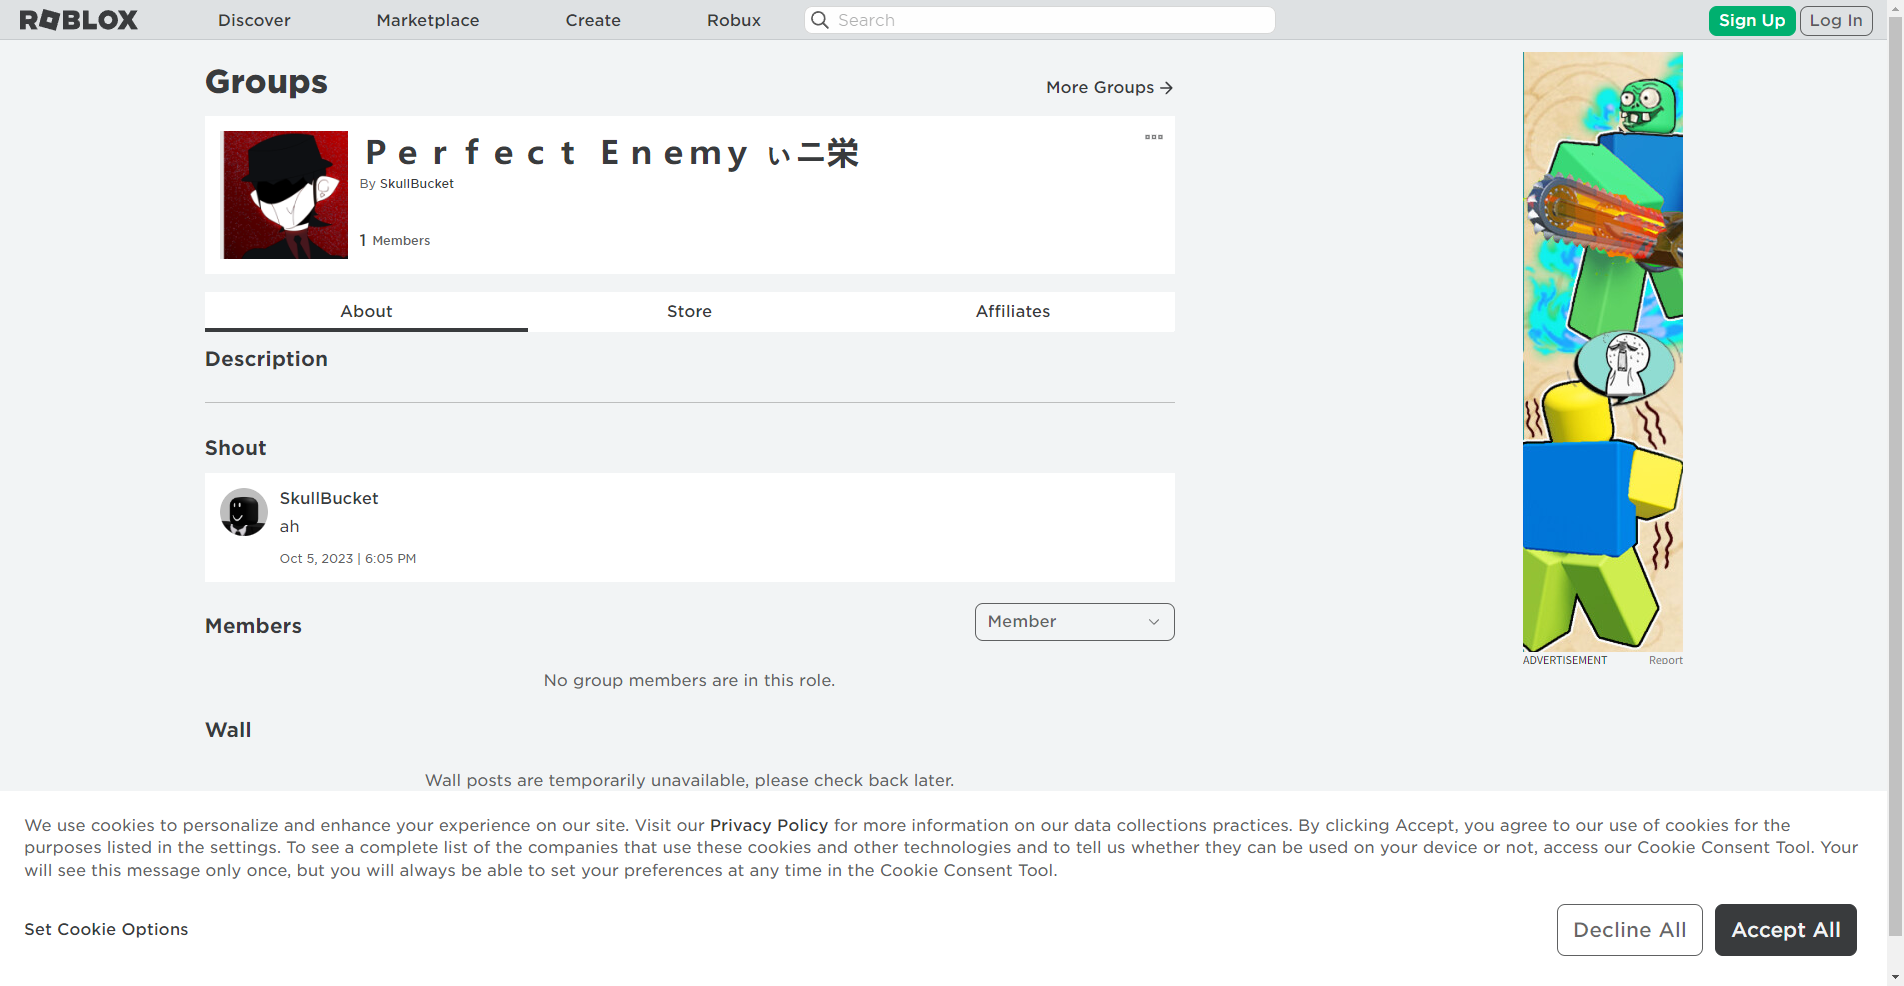 ROBLOX Discover Marketplace Create Robux Search Sign Up Log In
Groups
More Groups →
Ｐｅｒｆｅｃｔ Ｅｎｅｍｙ ぃ二栄
By SkullBucket
1 Members
About Store Affiliates
Description
Shout
SkullBucket
ah
Oct 5, 2023 | 6:05 PM
Members
Member
No group members are in this role.
Wall
Wall posts are temporarily unavailable, please check back later.
ADVERTISEMENT Report
We use cookies to personalize and enhance your experience on our site. Visit our Privacy Policy for more information on our data collections practices. By clicking Accept, you agree to our use of cookies for the
purposes listed in the settings. To see a complete list of the companies that use these cookies and other technologies and to tell us whether they can be used on your device or not, access our Cookie Consent Tool. Your
will see this message only once, but you will always be able to set your preferences at any time in the Cookie Consent Tool.
Set Cookie Options
Decline All
Accept All